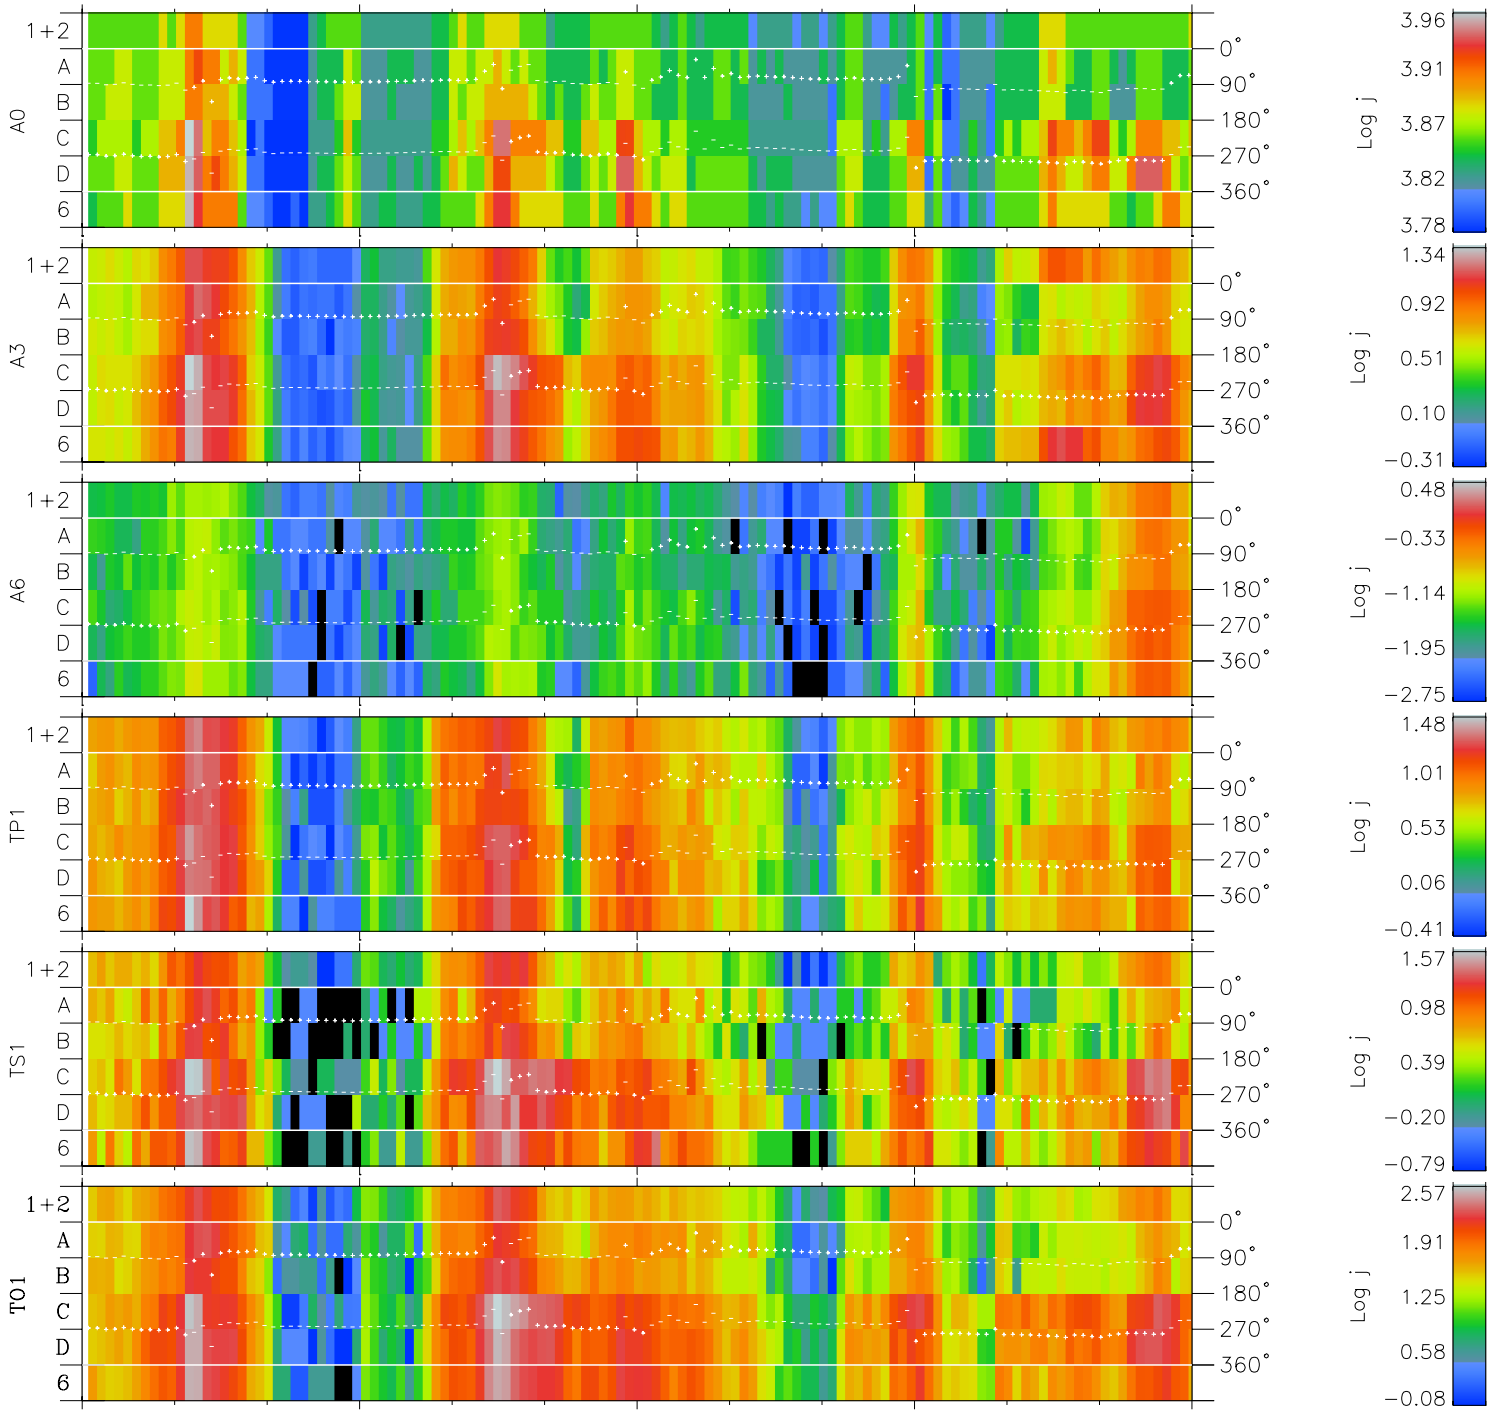 A0
1+2
A
B
C
D
6
0°
90°
180°
270°
360°
Log j
3.96
3.91
3.87
3.82
3.78
A3
1+2
A
B
C
D
6
0°
90°
180°
270°
360°
Log j
1.34
0.92
0.51
0.10
−0.31
A6
1+2
A
B
C
D
6
0°
90°
180°
270°
360°
Log j
0.48
−0.33
−1.14
−1.95
−2.75
TP1
1+2
A
B
C
D
6
0°
90°
180°
270°
360°
Log j
1.48
1.01
0.53
0.06
−0.41
TS1
1+2
A
B
C
D
6
0°
90°
180°
270°
360°
Log j
1.57
0.98
0.39
−0.20
−0.79
TO1
1+2
A
B
C
D
6
0°
90°
180°
270°
360°
Log j
2.57
1.91
1.25
0.58
−0.08